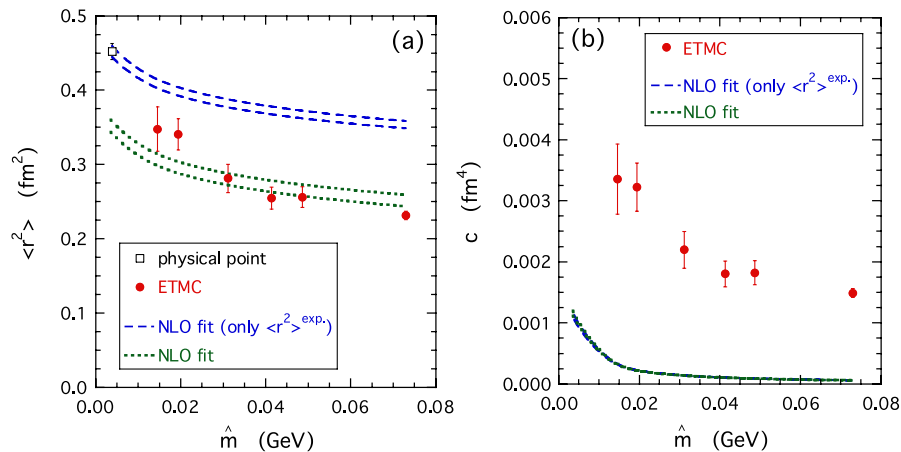 (a)
0.5
0.4
0.3
0.2
0.1
0.0
<r²> (fm²)
physical point
ETMC
NLO fit (only <r²>^exp.)
NLO fit
0.00 0.02 0.04 0.06 0.08
m̂ (GeV)
(b)
0.006
0.005
0.004
0.003
0.002
0.001
0.000
c (fm⁴)
ETMC
NLO fit (only <r²>^exp.)
NLO fit
0.00 0.02 0.04 0.06 0.08
m̂ (GeV)